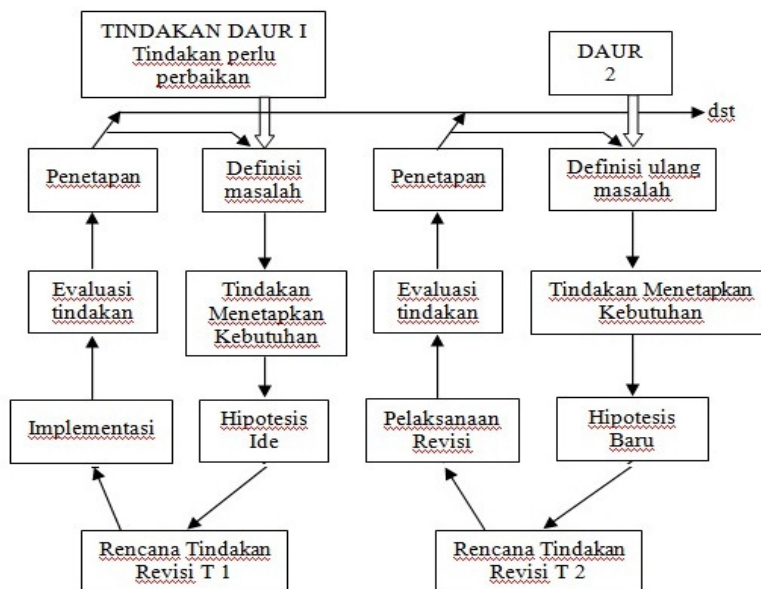 TINDAKAN DAUR I
Tindakan perlu
perbaikan
DAUR
2
dst
Penetapan
Definisi
masalah
Penetapan
Definisi ulang
masalah
Evaluasi
tindakan
Tindakan
Menetapkan
Kebutuhan
Evaluasi
tindakan
Tindakan Menetapkan
Kebutuhan
Implementasi
Hipotesis
Ide
Pelaksanaan
Revisi
Hipotesis
Baru
Rencana Tindakan
Revisi T 1
Rencana Tindakan
Revisi T 2